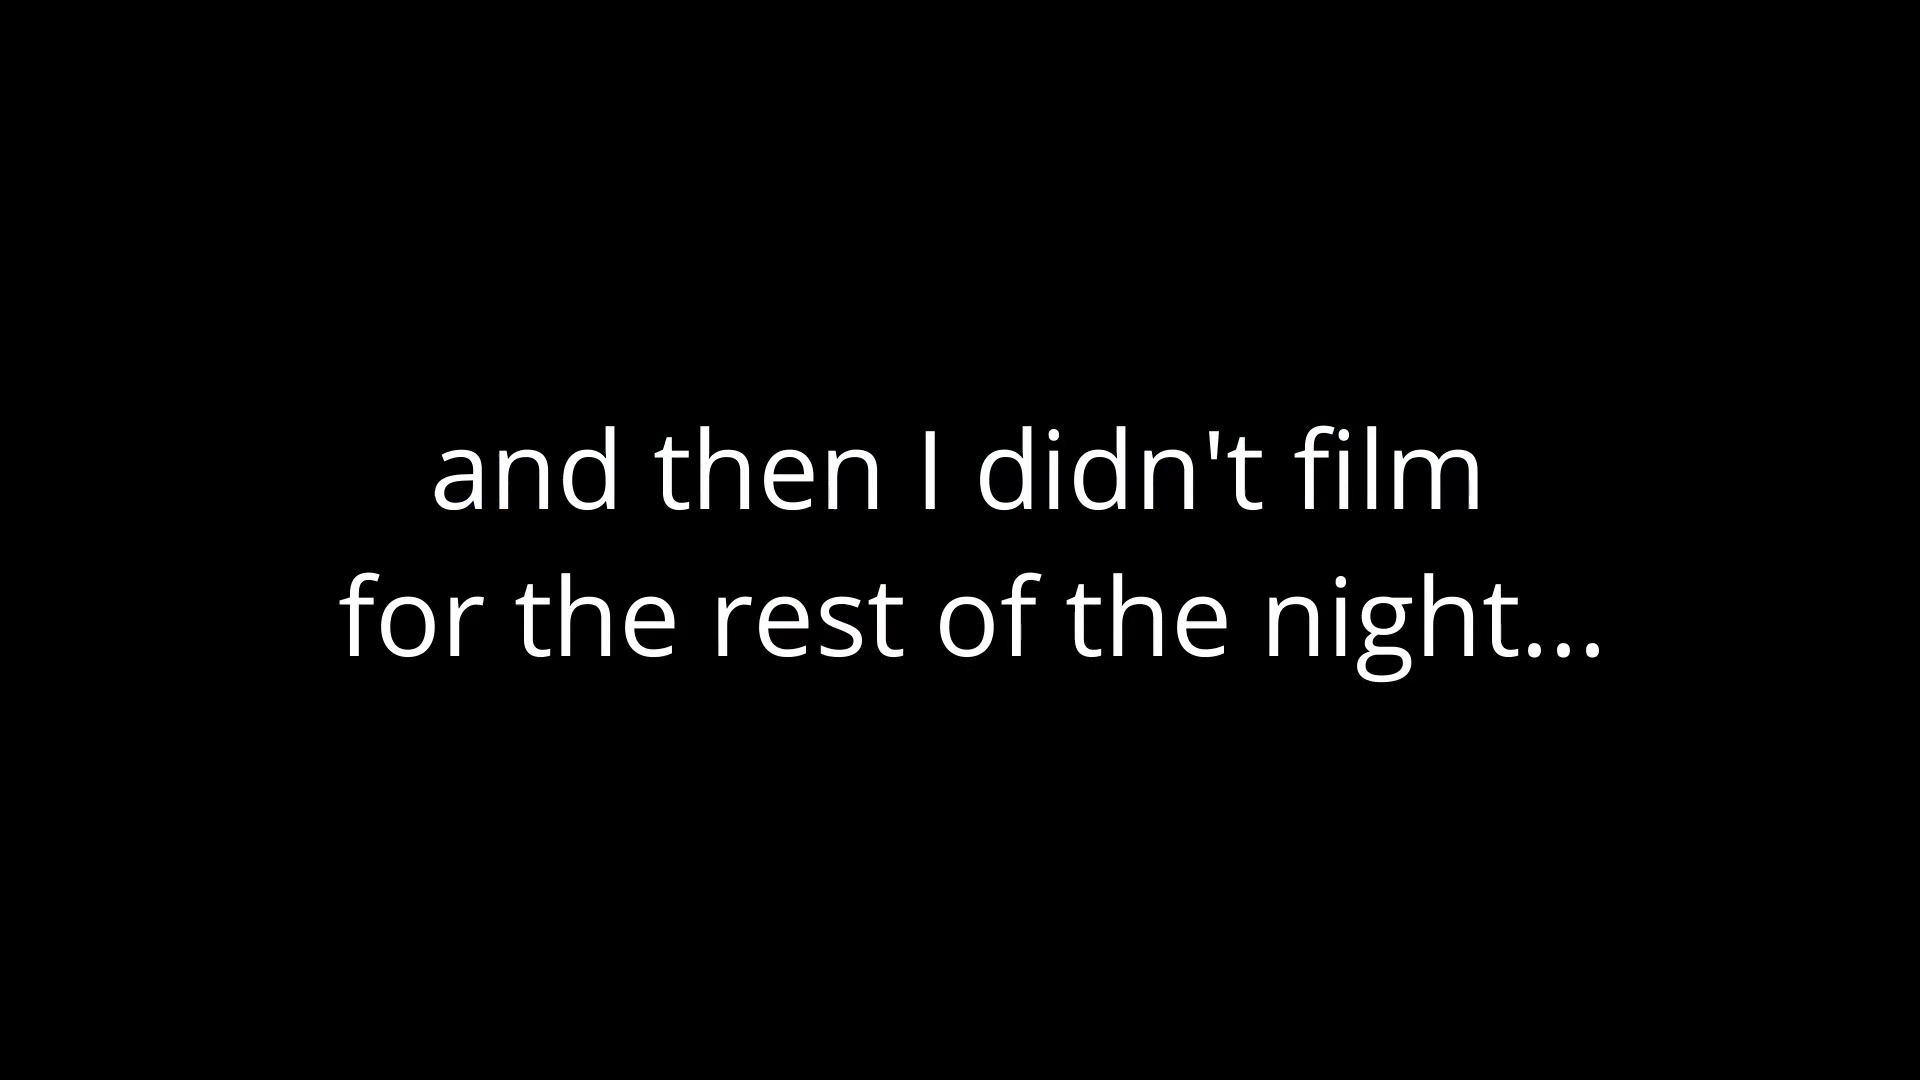 and then I didn't film
for the rest of the night...